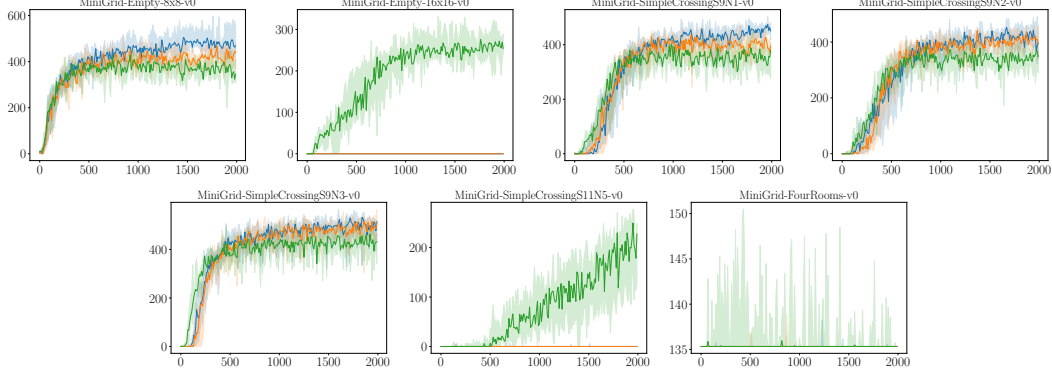 MiniGrid-Empty-8x8-v0
600
400
200
0
0 500 1000 1500 2000
MiniGrid-Empty-16x16-v0
300
200
100
0
0 500 1000 1500 2000
MiniGrid-SimpleCrossingS9N1-v0
400
200
0
0 500 1000 1500 2000
MiniGrid-SimpleCrossingS9N2-v0
400
200
0
0 500 1000 1500 2000
MiniGrid-SimpleCrossingS9N3-v0
400
200
0
0 500 1000 1500 2000
MiniGrid-SimpleCrossingS11N5-v0
200
100
0
0 500 1000 1500 2000
MiniGrid-FourRooms-v0
150
145
140
135
0 500 1000 1500 2000